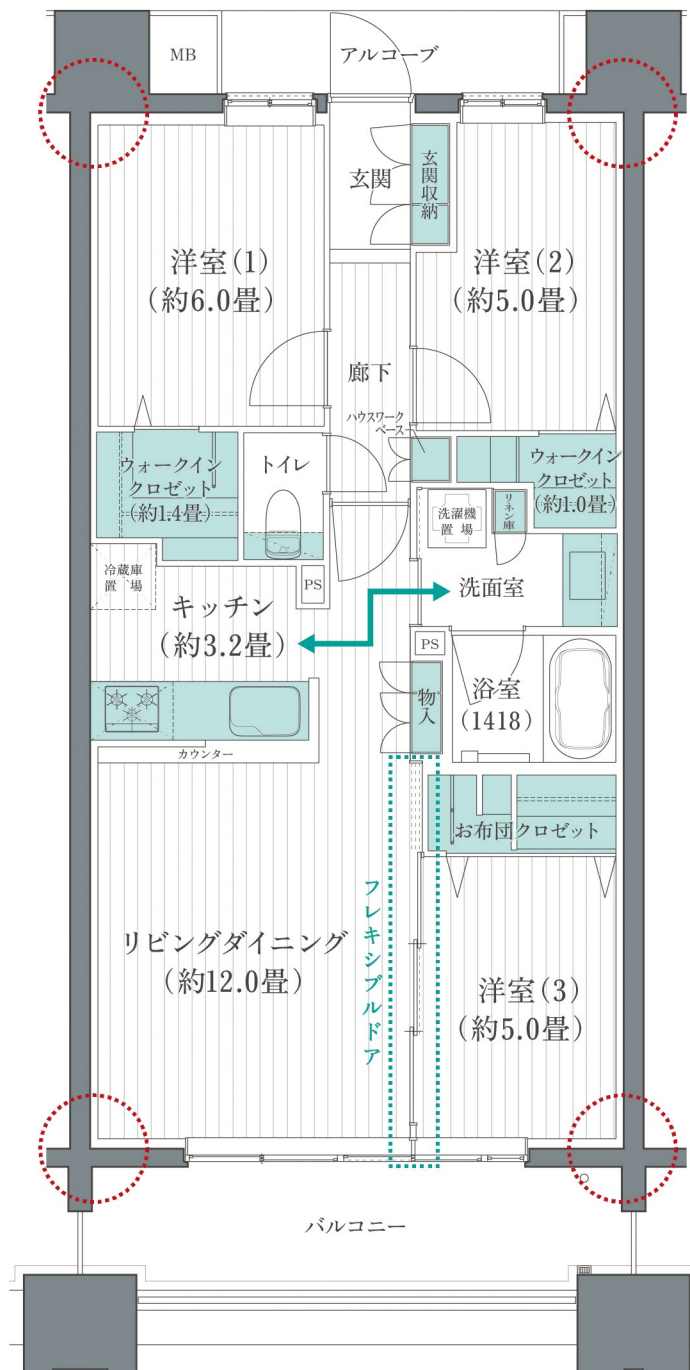 MB
アルコーブ
玄関
玄関収納
洋室(1)
(約6.0畳)
洋室(2)
(約5.0畳)
廊下
ハウスワーク
ベース
ウォークイン
クロゼット
(約1.4畳)
トイレ
ウォークイン
クロゼット
(約1.0畳)
洗濯機
置場
リネン庫
冷蔵庫
置場
PS
キッチン
(約3.2畳)
洗面室
PS
物入
浴室
(1418)
カウンター
お布団クロゼット
フレキシブルドア
リビングダイニング
(約12.0畳)
洋室(3)
(約5.0畳)
バルコニー